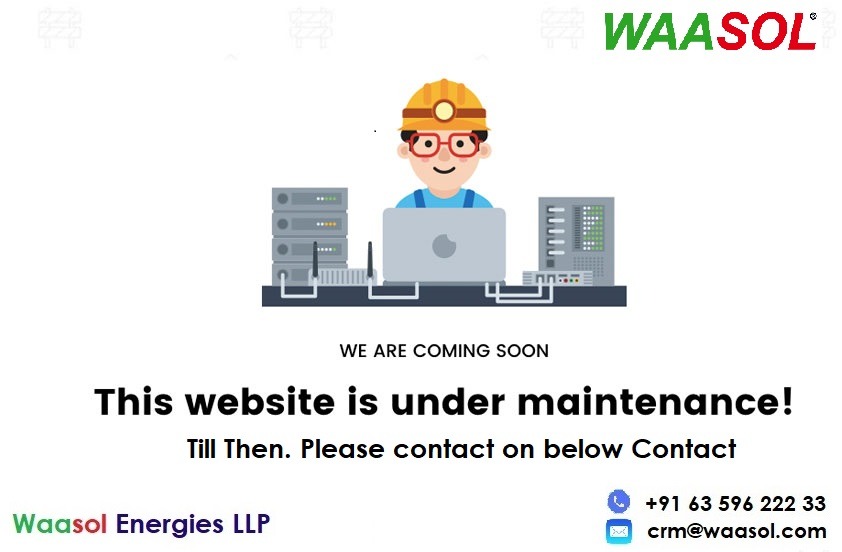 WAASOL®
WE ARE COMING SOON
This website is under maintenance!
Till Then. Please contact on below Contact
Waasol Energies LLP
+91 63 596 222 33
crm@waasol.com